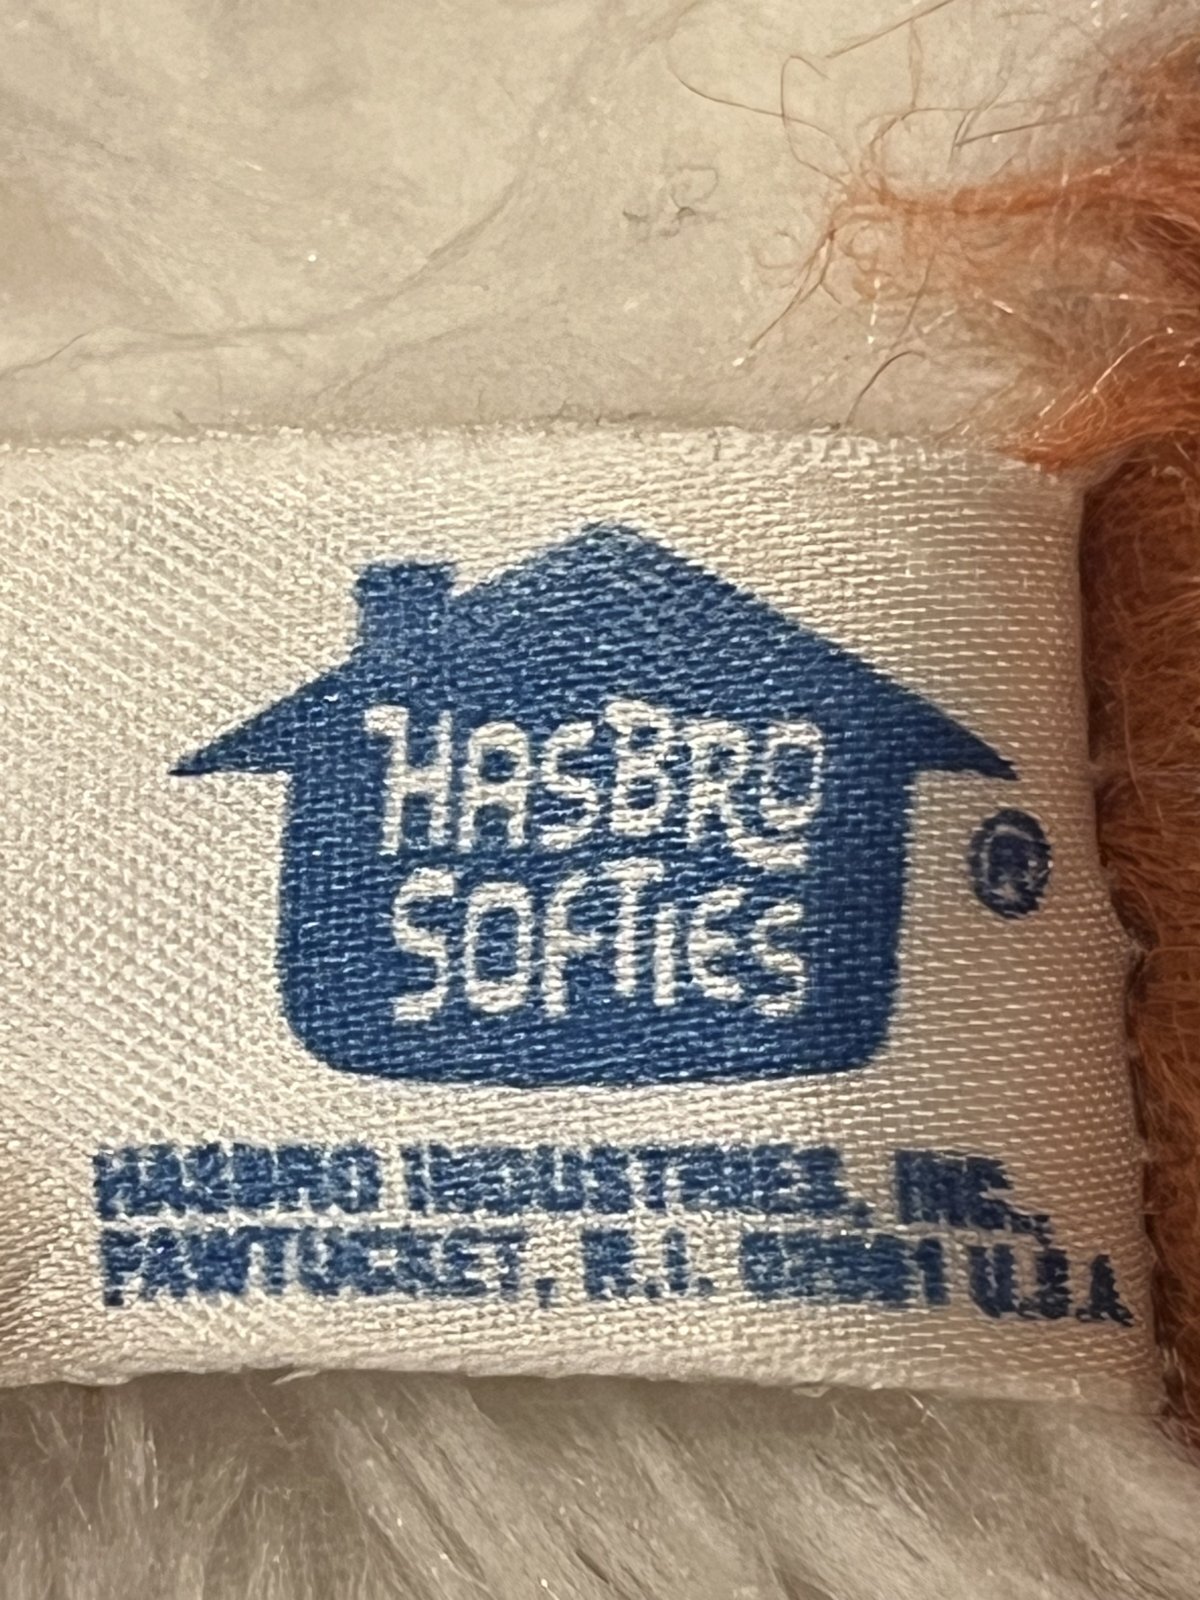 HASBRO
SOFTIES
®
HASBRO INDUSTRIES, INC.,
PAWTUCKET, R.I. U.S.A